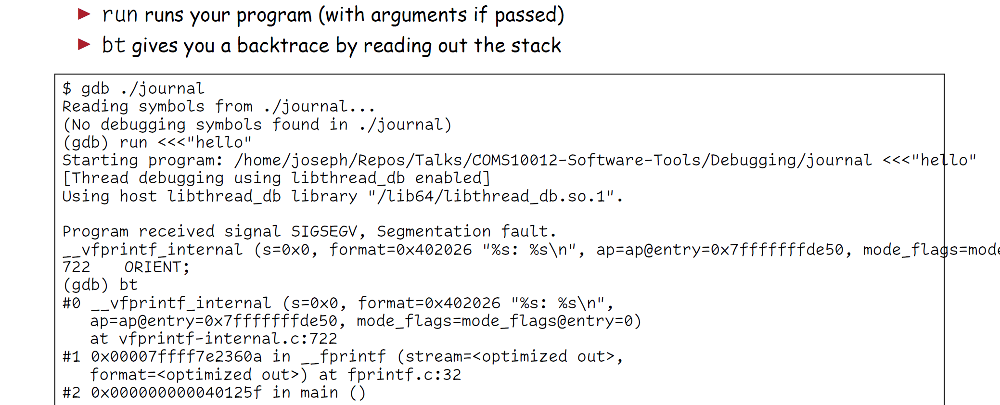 ▶ run runs your program (with arguments if passed)
▶ bt gives you a backtrace by reading out the stack
$ gdb ./journal
Reading symbols from ./journal...
(No debugging symbols found in ./journal)
(gdb) run <<<"hello"
Starting program: /home/joseph/Repos/Talks/COMS10012-Software-Tools/Debugging/journal <<<"hello"
[Thread debugging using libthread_db enabled]
Using host libthread_db library "/lib64/libthread_db.so.1".

Program received signal SIGSEGV, Segmentation fault.
__vfprintf_internal (s=0x0, format=0x402026 "%s: %s\n", ap=ap@entry=0x7fffffffde50, mode_flags=mode
722    ORIENT;
(gdb) bt
#0 __vfprintf_internal (s=0x0, format=0x402026 "%s: %s\n",
   ap=ap@entry=0x7fffffffde50, mode_flags=mode_flags@entry=0)
   at vfprintf-internal.c:722
#1 0x00007ffff7e2360a in __fprintf (stream=<optimized out>,
   format=<optimized out>) at fprintf.c:32
#2 0x000000000040125f in main ()